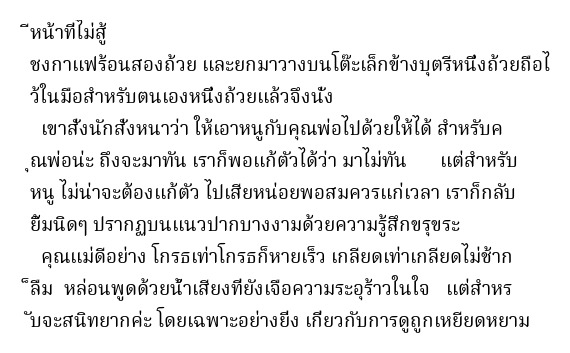 ีหน้าที่ไม่สู้
ชงกาแฟร้อนสองถ้วย และยกมาวางบนโต๊ะเล็กข้างบุตรีหนึ่งถ้วยถือไ
ว้ในมือสำหรับตนเองหนึ่งถ้วยแล้วจึงนั่ง
เขาสั่งนักสั่งหนาว่า ให้เอาหนูกับคุณพ่อไปด้วยให้ได้ สำหรับค
ุณพ่อน่ะ ถึงจะมาทัน เราก็พอแก้ตัวได้ว่า มาไม่ทัน แต่สำหรับ
หนู ไม่น่าจะต้องแก้ตัว ไปเสียหน่อยพอสมควรแก่เวลา เราก็กลับ
ยิ้มนิดๆ ปรากฏบนแนวปากบางงามด้วยความรู้สึกขรุขระ
คุณแม่ดีอย่าง โกรธเท่าโกรธก็หายเร็ว เกลียดเท่าเกลียดไม่ช้าก
็ลืม หล่อนพูดด้วยน้ำเสียงที่ยังเจือความระอุร้าวในใจ แต่สำหร
ับจะสนิทยากค่ะ โดยเฉพาะอย่างยิ่ง เกี่ยวกับการดูถูกเหยียดหยาม